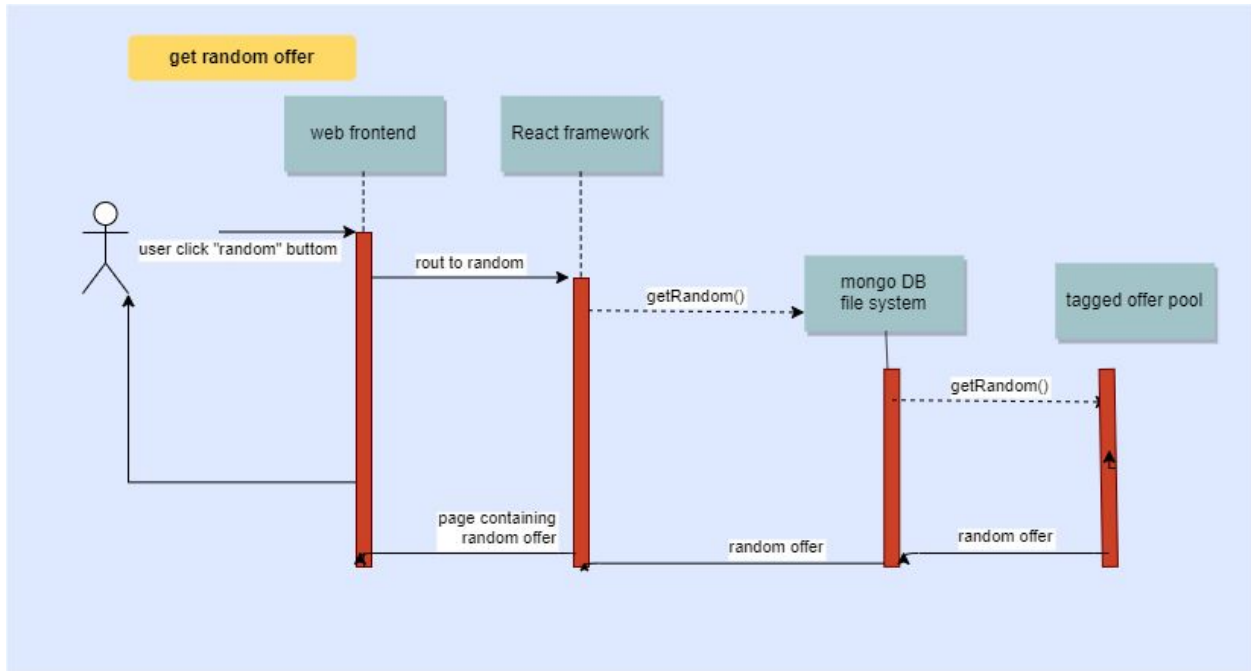 get random offer
web frontend
React framework
user click "random" buttom
rout to random
getRandom()
mongo DB
file system
tagged offer pool
getRandom()
page containing
random offer
random offer
random offer